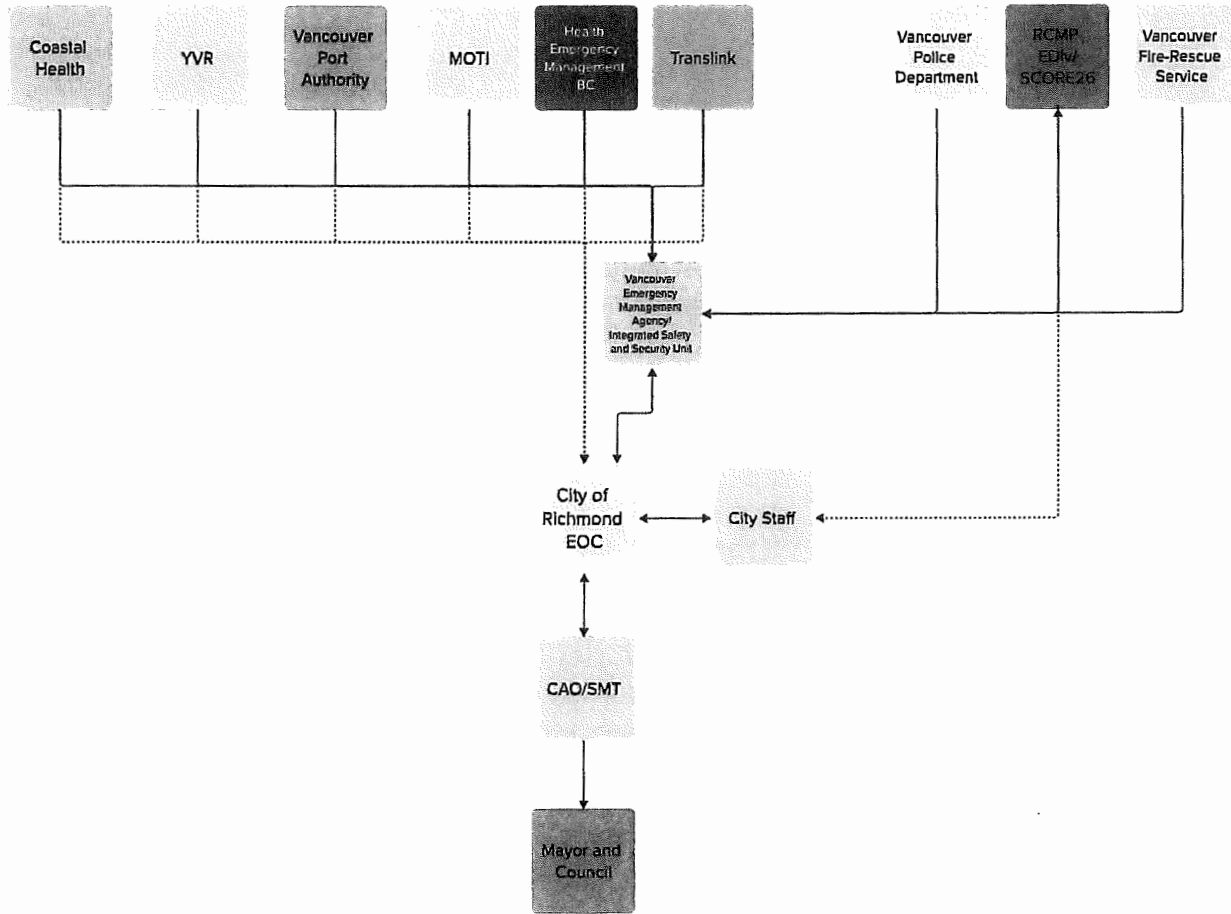 Coastal
Health
YVR
Vancouver
Port
Authority
MOTI
Health
Emergency
Management
BC
Translink
Vancouver
Police
Department
RCMP
EDIV/
SCORE26
Vancouver
Fire-Rescue
Service
Vancouver
Emergency
Management
Agency/
Integrated Safety
and Security Unit
City of
Richmond
EOC
City Staff
CAO/SMT
Mayor and
Council